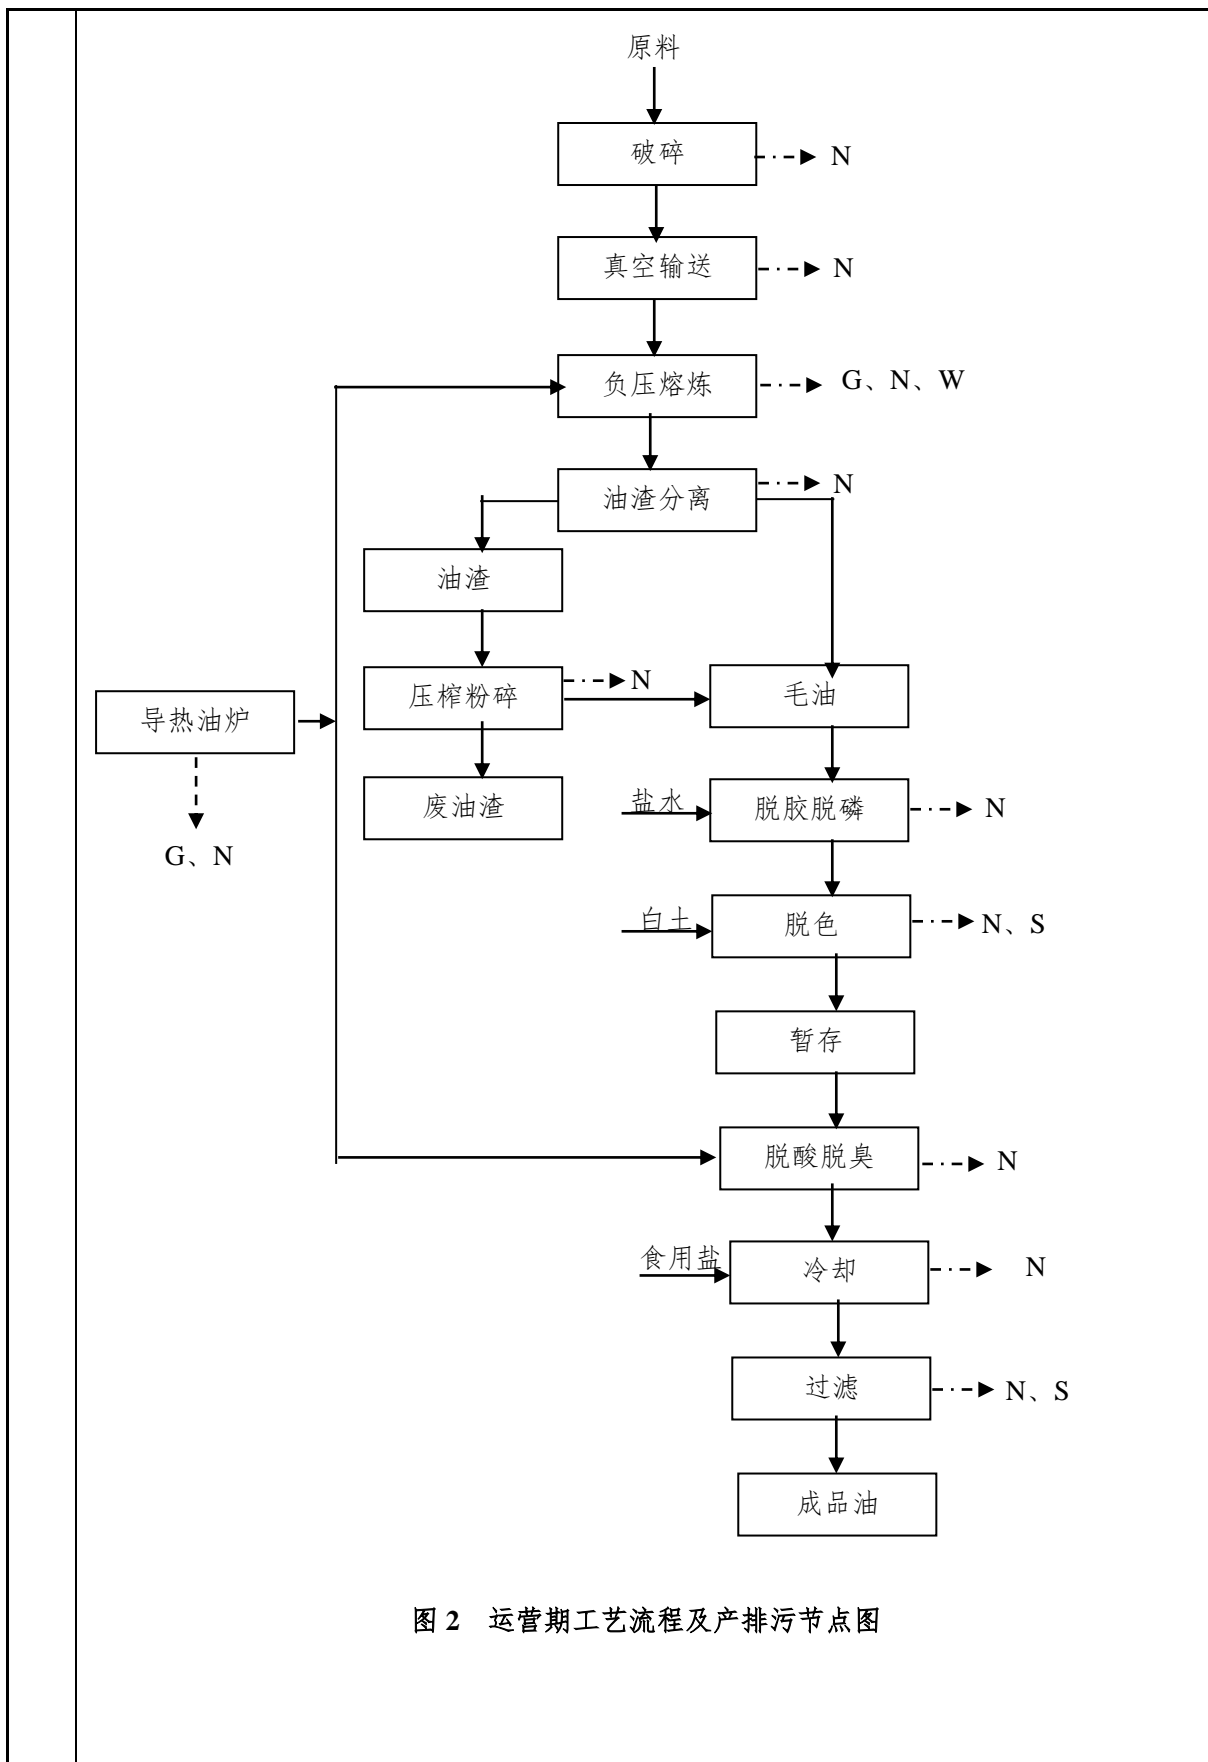 原料
破碎
N
真空输送
N
负压熔炼
G、N、W
油渣分离
N
油渣
压榨粉碎
N
毛油
导热油炉
G、N
废油渣
盐水
脱胶脱磷
N
白土
脱色
N、S
暂存
脱酸脱臭
N
食用盐
冷却
N
过滤
N、S
成品油
图 2 运营期工艺流程及产排污节点图